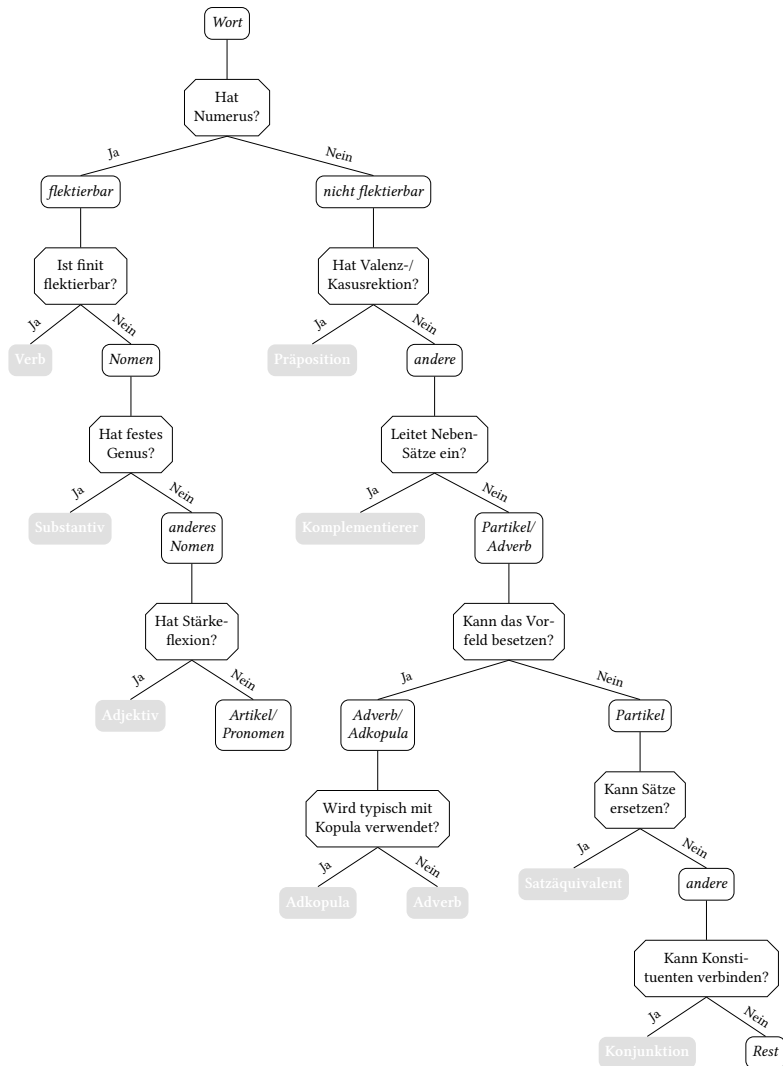 Wort
Hat
Numerus?
Ja
Nein
flektierbar
nicht flektierbar
Ist finit
flektierbar?
Hat Valenz-/
Kasusrektion?
Ja
Nein
Ja
Nein
Verb
Nomen
Präposition
andere
Hat festes
Genus?
Leitet Neben-
Sätze ein?
Ja
Nein
Ja
Nein
Substantiv
anderes
Nomen
Komplementierer
Partikel/
Adverb
Hat Stärke-
flexion?
Kann das Vor-
feld besetzen?
Ja
Nein
Ja
Nein
Adjektiv
Artikel/
Pronomen
Adverb/
Adkopula
Partikel
Wird typisch mit
Kopula verwendet?
Kann Sätze
ersetzen?
Ja
Nein
Ja
Nein
Adkopula
Adverb
Satzäquivalent
andere
Kann Konsti-
tuenten verbinden?
Ja
Nein
Konjunktion
Rest